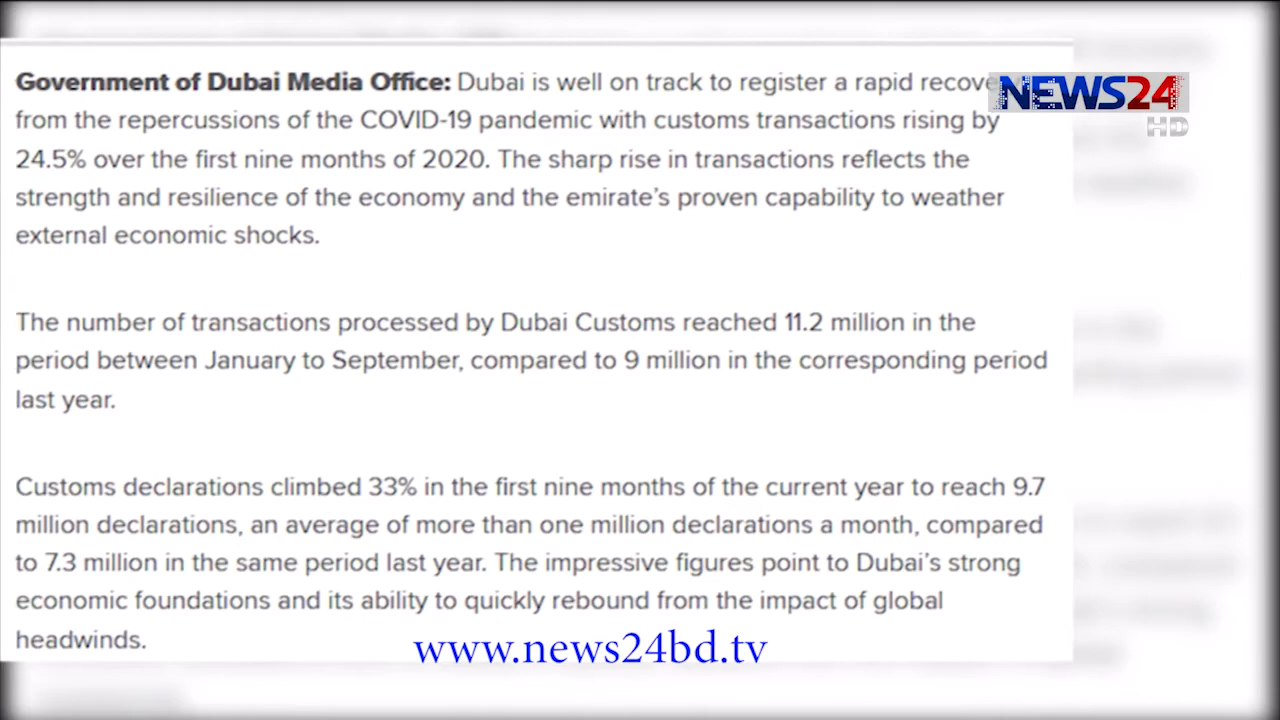 Government of Dubai Media Office: Dubai is well on track to register a rapid
NEWS24
HD
from the repercussions of the COVID-19 pandemic with customs transactions rising by
24.5% over the first nine months of 2020. The sharp rise in transactions reflects the
strength and resilience of the economy and the emirate's proven capability to weather
external economic shocks.
The number of transactions processed by Dubai Customs reached 11.2 million in the
period between January to September, compared to 9 million in the corresponding period
last year.
Customs declarations climbed 33% in the first nine months of the current year to reach 9.7
million declarations, an average of more than one million declarations a month, compared
to 7.3 million in the same period last year. The impressive figures point to Dubai's strong
economic foundations and its ability to quickly rebound from the impact of global
headwinds.
www.news24bd.tv